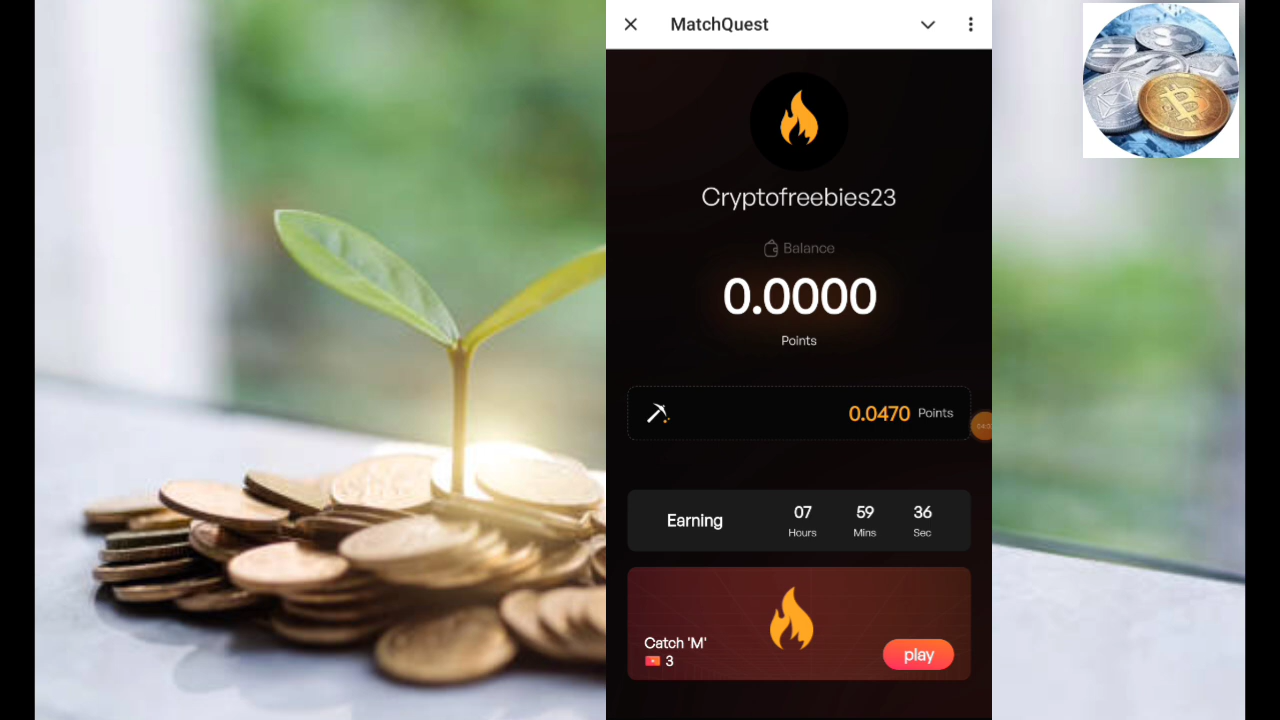 MatchQuest
Cryptofreebies23
Balance
0.0000
Points
0.0470 Points
Earning
07 59 36
Hours Mins Sec
Catch 'M'
3
play